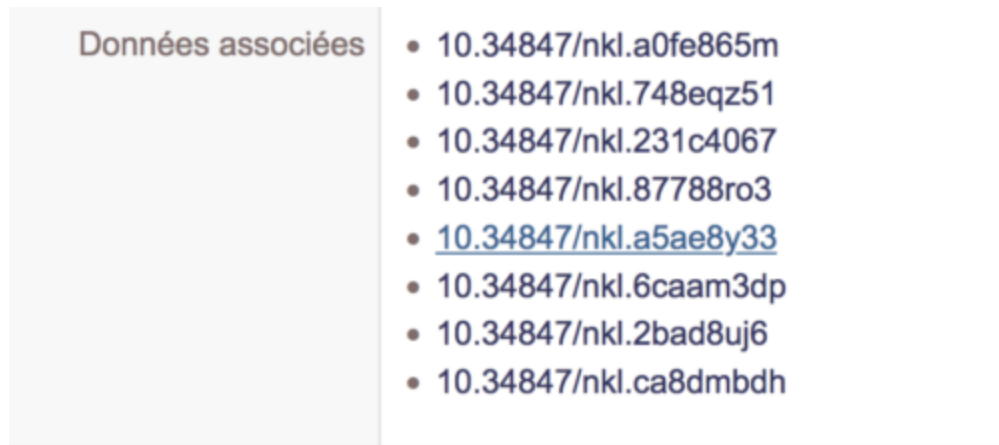 Données associées
10.34847/nkl.a0fe865m
10.34847/nkl.748eqz51
10.34847/nkl.231c4067
10.34847/nkl.87788ro3
10.34847/nkl.a5ae8y33
10.34847/nkl.6caam3dp
10.34847/nkl.2bad8uj6
10.34847/nkl.ca8dmbdh